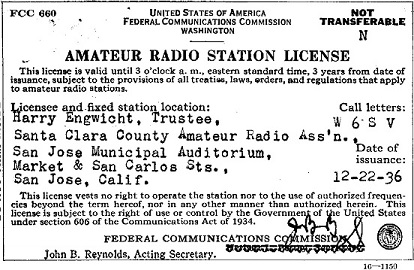 FCC 660
UNITED STATES OF AMERICA
FEDERAL COMMUNICATIONS COMMISSION
WASHINGTON
NOT TRANSFERABLE
N
AMATEUR RADIO STATION LICENSE
This license is valid until 3 o'clock a. m., eastern standard time, 3 years from date of
issuance, subject to the provisions of all treaties, laws, orders, and regulations that apply
to amateur radio stations.
Licensee and fixed station location:
Call letters:
Harry Engwicht, Trustee,
W 6 S V
Santa Clara County Amateur Radio Ass'n.,
San Jose Municipal Auditorium,
Date of
issuance:
Market & San Carlos Sts.,
San Jose, Calif.
12-22-36
This license vests no right to operate the station nor to the use of authorized frequen-
cies beyond the term hereof, nor in any other manner than authorized herein. This
license is subject to the right of use or control by the Government of the United States
under section 606 of the Communications Act of 1934.
FEDERAL COMMUNICATIONS COMMISSION
John B. Reynolds, Acting Secretary.
16—1150